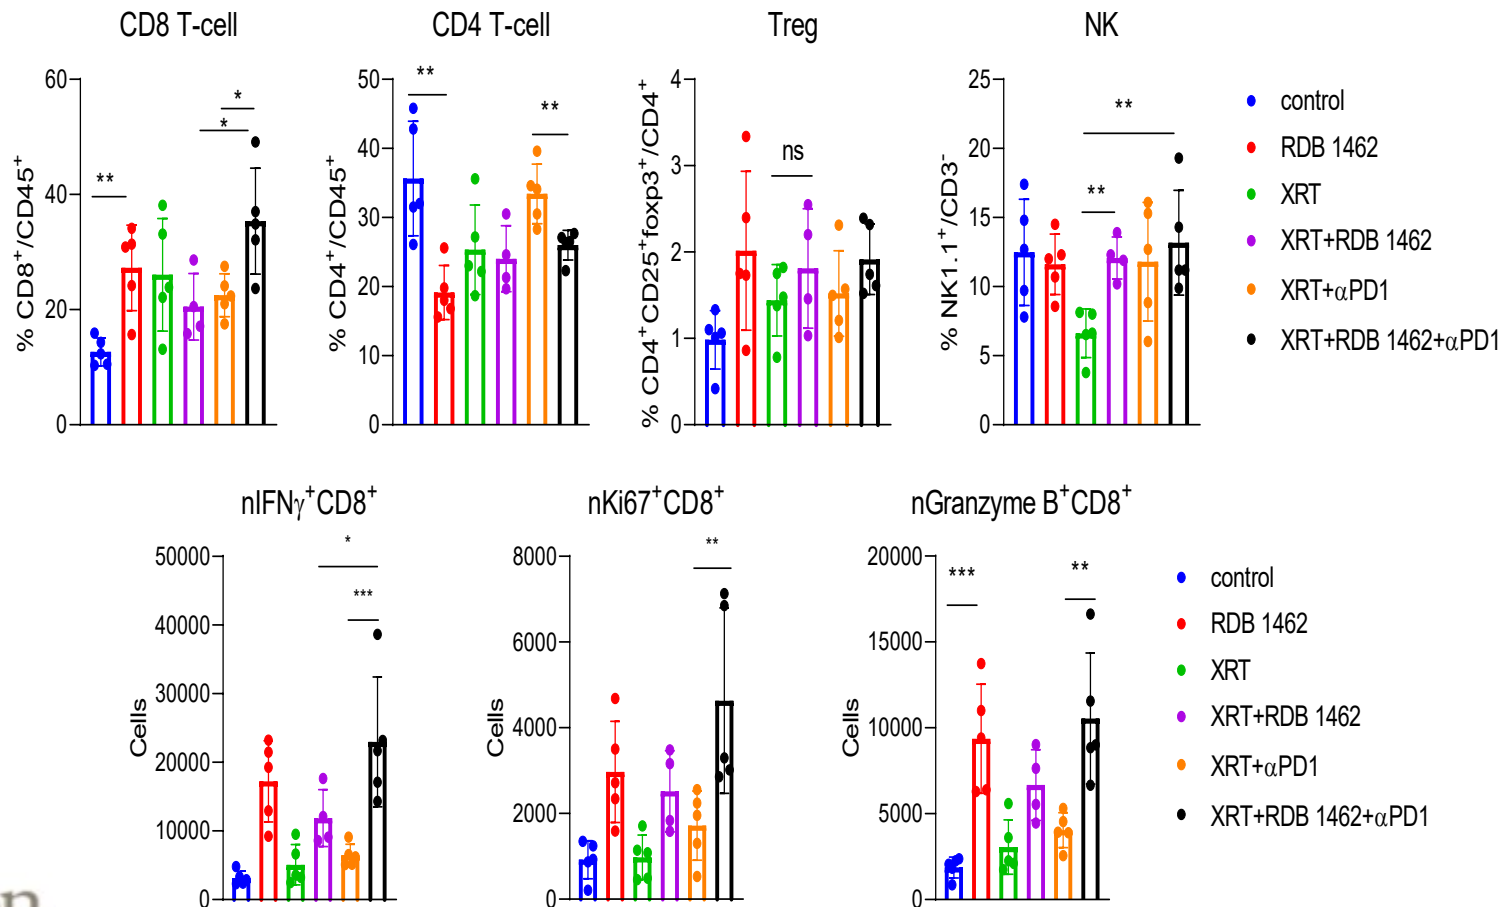 CD8 T-cell
CD4 T-cell
Treg
NK
% CD8⁺/CD45⁺
60
40
20
0
**
*
*
% CD4⁺/CD45⁺
50
40
30
20
10
0
**
**
% CD4⁺CD25⁺foxp3⁺/CD4⁺
4
3
2
1
0
ns
% NK1.1⁺/CD3⁻
25
20
15
10
5
0
**
**
control
RDB 1462
XRT
XRT+RDB 1462
XRT+αPD1
XRT+RDB 1462+αPD1
nIFNγ⁺CD8⁺
nKi67⁺CD8⁺
nGranzyme B⁺CD8⁺
Cells
50000
40000
30000
20000
10000
0
*
***
Cells
8000
6000
4000
2000
0
**
Cells
20000
15000
10000
5000
0
***
**
control
RDB 1462
XRT
XRT+RDB 1462
XRT+αPD1
XRT+RDB 1462+αPD1